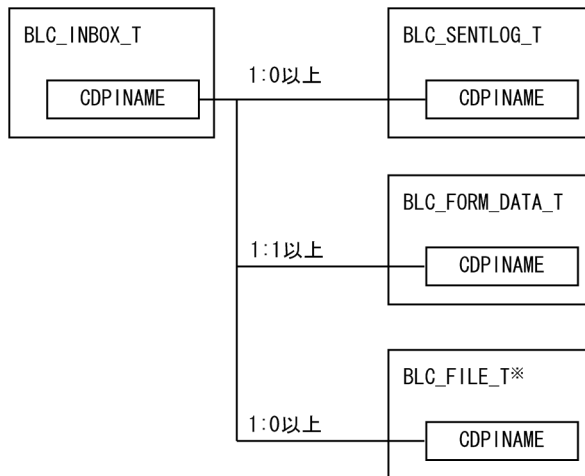 BLC_INBOX_T
CDPINAME
1:0以上
BLC_SENTLOG_T
CDPINAME
1:1以上
BLC_FORM_DATA_T
CDPINAME
1:0以上
BLC_FILE_T※
CDPINAME